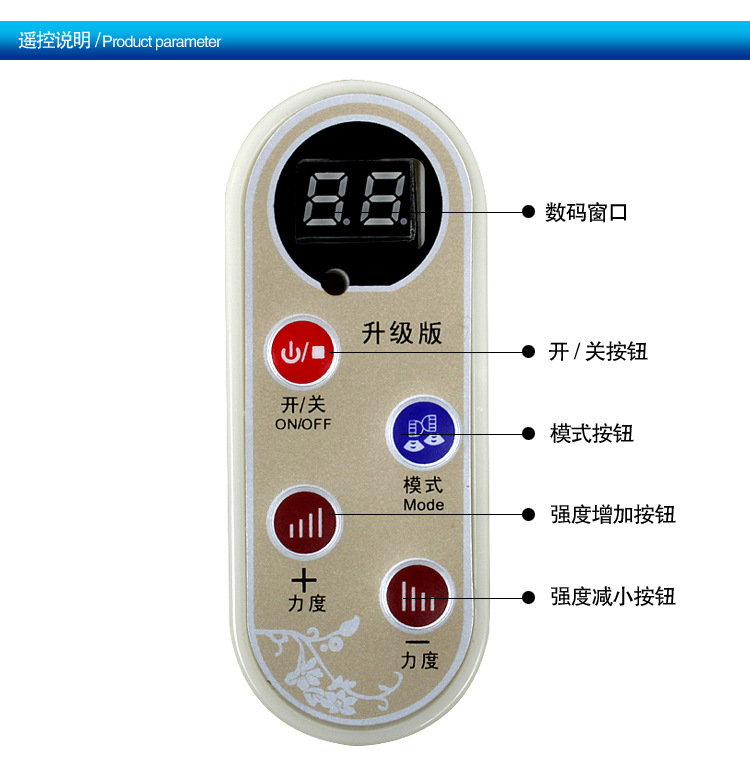 遥控说明 / Product parameter
8.8.
数码窗口
升级版
开 / 关按钮
开/关
ON/OFF
模式按钮
模式
Mode
强度增加按钮
+
力度
强度减小按钮
—
力度